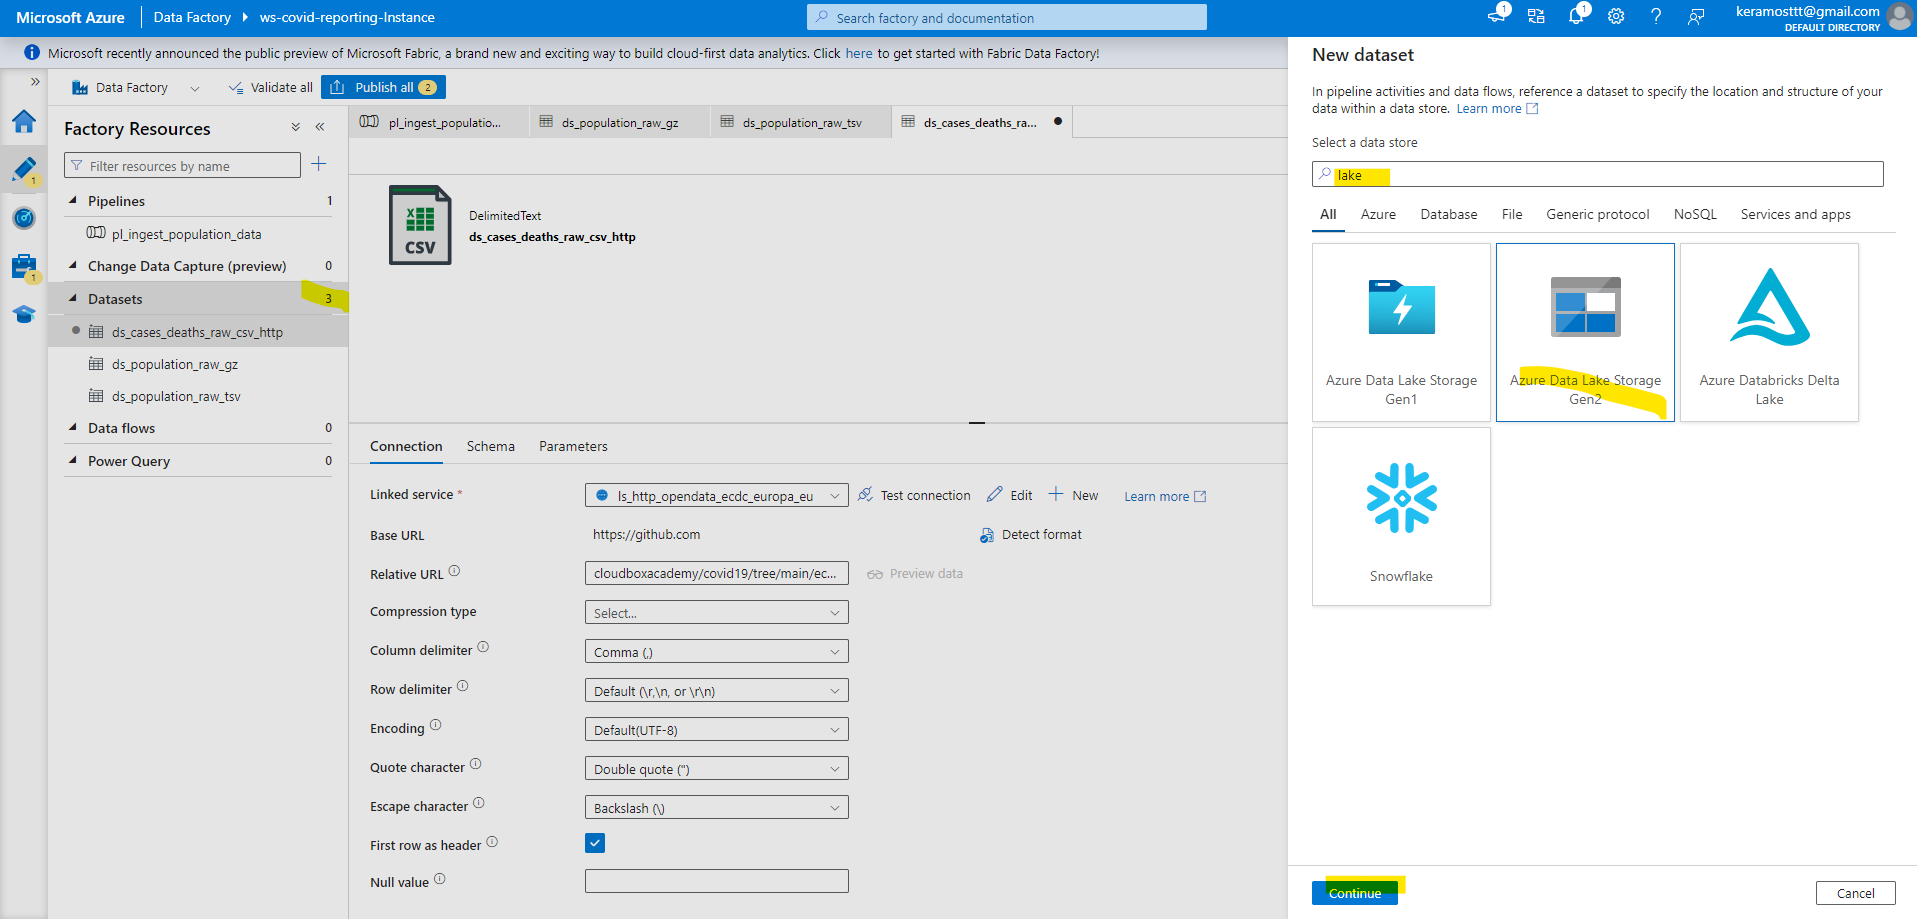 Microsoft Azure
Data Factory
ws-covid-reporting-Instance
Search factory and documentation
1
1
keramosttt@gmail.com
DEFAULT DIRECTORY
Microsoft recently announced the public preview of Microsoft Fabric, a brand new and exciting way to build cloud-first data analytics. Click here to get started with Fabric Data Factory!
Data Factory
Validate all
Publish all 2
1
1
Factory Resources
Filter resources by name
Pipelines 1
pl_ingest_population_data
Change Data Capture (preview) 0
Datasets 3
ds_cases_deaths_raw_csv_http
ds_population_raw_gz
ds_population_raw_tsv
Data flows 0
Power Query 0
pl_ingest_populatio...
ds_population_raw_gz
ds_population_raw_tsv
ds_cases_deaths_ra...
CSV
DelimitedText
ds_cases_deaths_raw_csv_http
Connection
Schema
Parameters
Linked service *
ls_http_opendata_ecdc_europa_eu
Test connection
Edit
New
Learn more
Base URL
https://github.com
Detect format
Relative URL
cloudboxacademy/covid19/tree/main/ec...
Preview data
Compression type
Select...
Column delimiter
Comma (,)
Row delimiter
Default (\r,\n, or \r\n)
Encoding
Default(UTF-8)
Quote character
Double quote (")
Escape character
Backslash (\)
First row as header
Null value
New dataset
In pipeline activities and data flows, reference a dataset to specify the location and structure of your
data within a data store. Learn more
Select a data store
lake
All
Azure
Database
File
Generic protocol
NoSQL
Services and apps
Azure Data Lake Storage
Gen1
Azure Data Lake Storage
Gen2
Azure Databricks Delta
Lake
Snowflake
Continue
Cancel